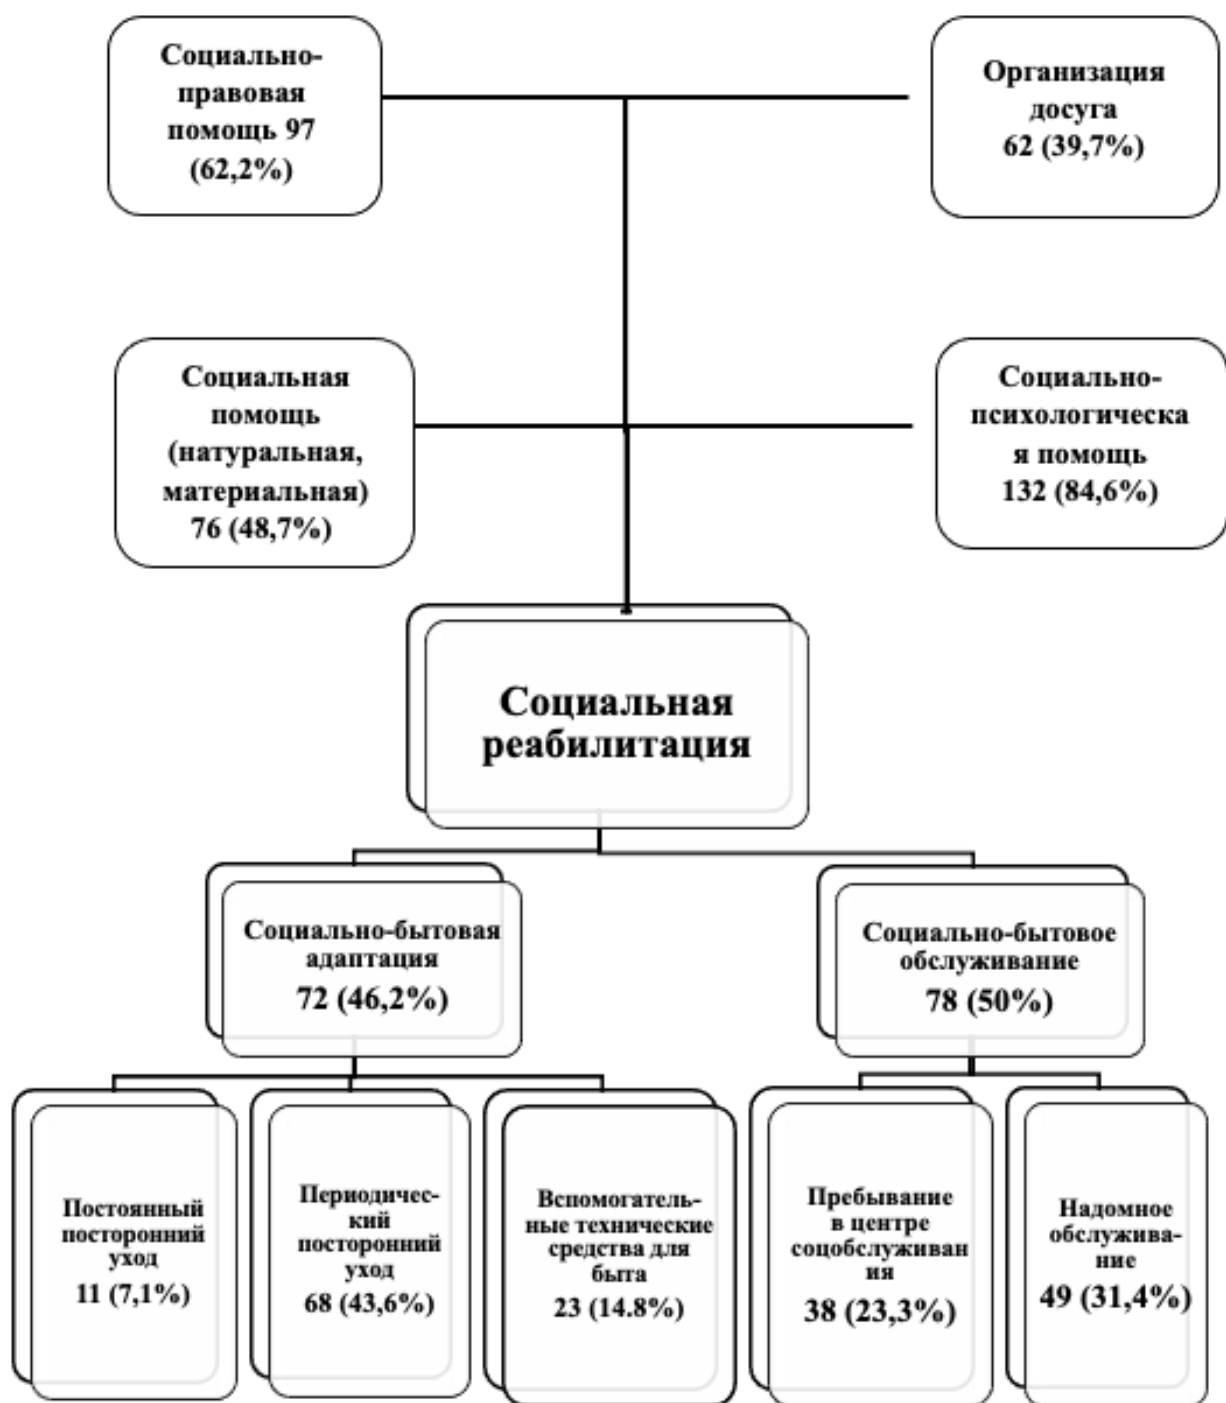 Социально-
правовая
помощь 97
(62,2%)
Организация
досуга
62 (39,7%)
Социальная
помощь
(натуральная,
материальная)
76 (48,7%)
Социально-
психологическа
я помощь
132 (84,6%)
Социальная
реабилитация
Социально-бытовая
адаптация
72 (46,2%)
Социально-бытовое
обслуживание
78 (50%)
Постоянный
посторонний
уход
11 (7,1%)
Периодичес-
кий
посторонний
уход
68 (43,6%)
Вспомогатель-
ные технические
средства для
быта
23 (14.8%)
Пребывание
в центре
соцобслуживан
ия
38 (23,3%)
Надомное
обслужива-
ние
49 (31,4%)